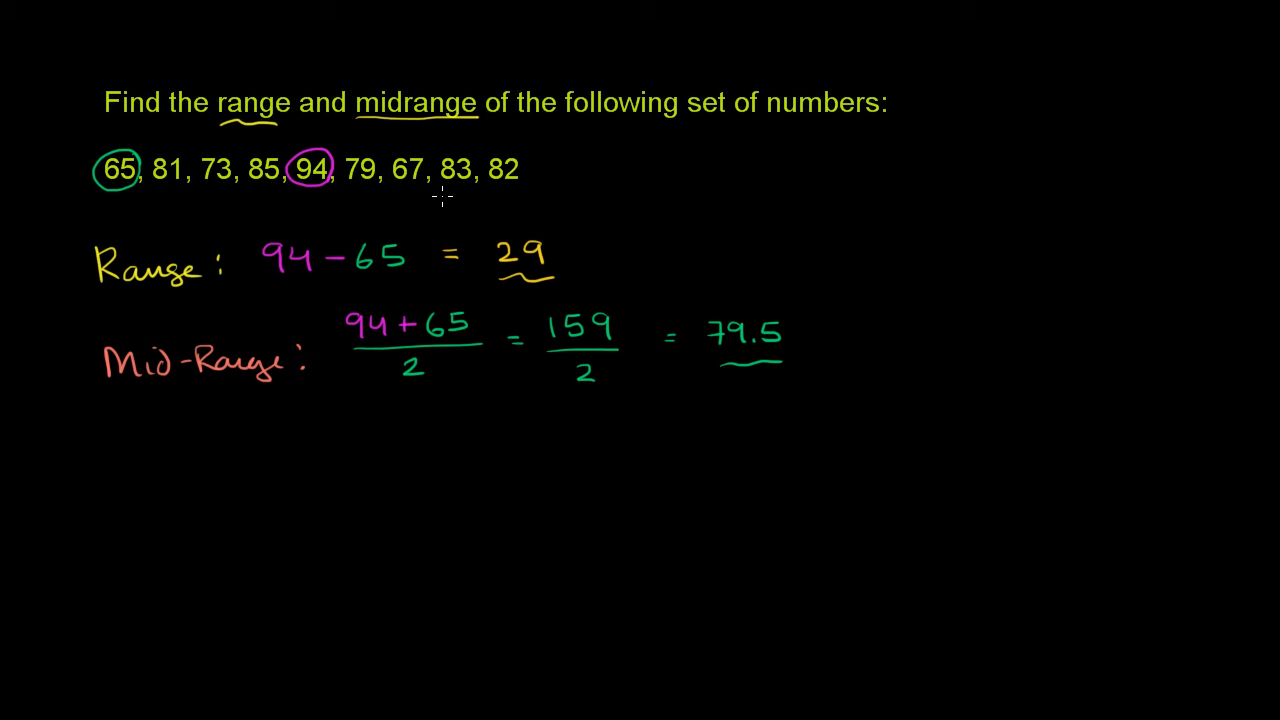 Find the range and midrange of the following set of numbers:
65, 81, 73, 85, 94, 79, 67, 83, 82
Range: 94 - 65 = 29
Mid-Range: 94 + 65 / 2 = 159 / 2 = 79.5